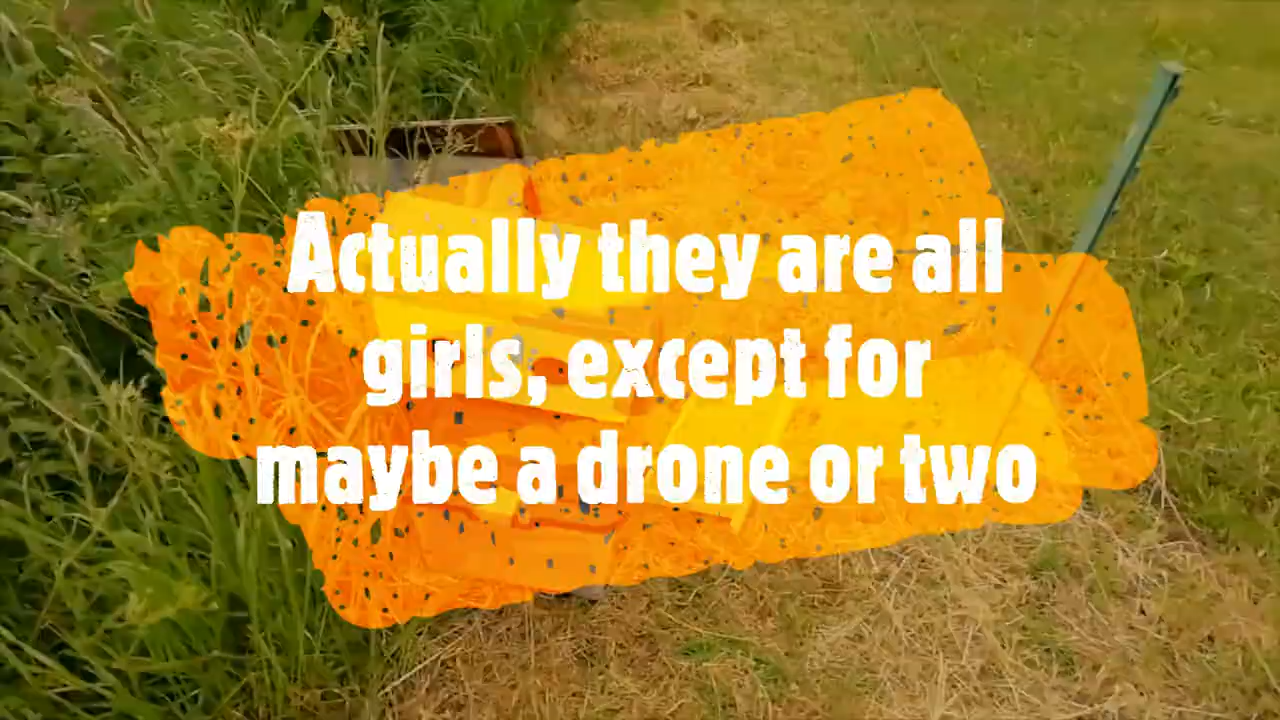 Actually they are all
girls, except for
maybe a drone or two